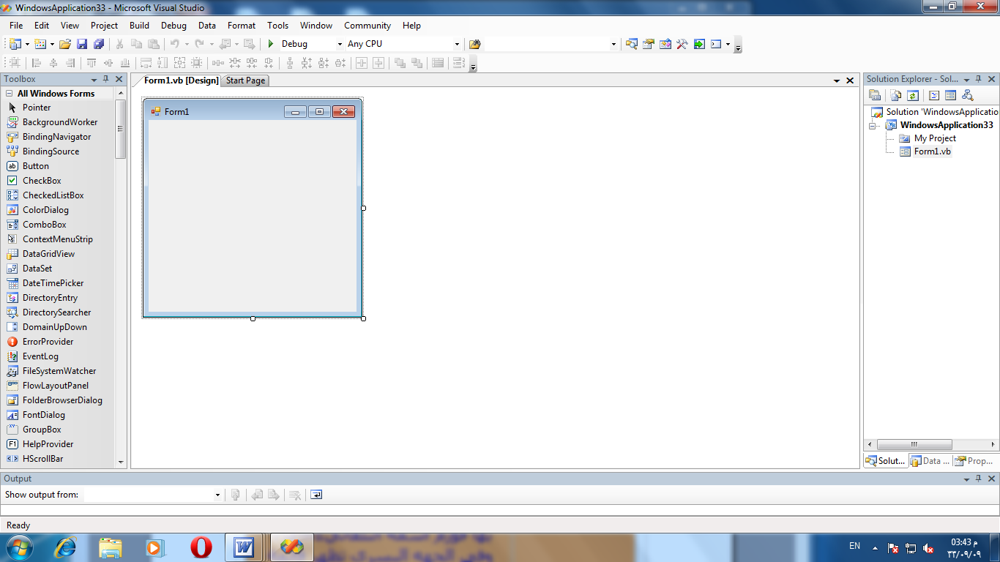 WindowsApplication33 - Microsoft Visual Studio
File Edit View Project Build Debug Data Format Tools Window Community Help
Debug Any CPU
Toolbox
All Windows Forms
Pointer
BackgroundWorker
BindingNavigator
BindingSource
Button
CheckBox
CheckedListBox
ColorDialog
ComboBox
ContextMenuStrip
DataGridView
DataSet
DateTimePicker
DirectoryEntry
DirectorySearcher
DomainUpDown
ErrorProvider
EventLog
FileSystemWatcher
FlowLayoutPanel
FolderBrowserDialog
FontDialog
GroupBox
HelpProvider
HScrollBar
Form1.vb [Design] Start Page
Form1
Solution Explorer - Sol...
Solution 'WindowsApplicatio
WindowsApplication33
My Project
Form1.vb
Solut... Data ... Prop...
Output
Show output from:
Ready
EN
03:43 م
٣٣/٠٩/٠٩